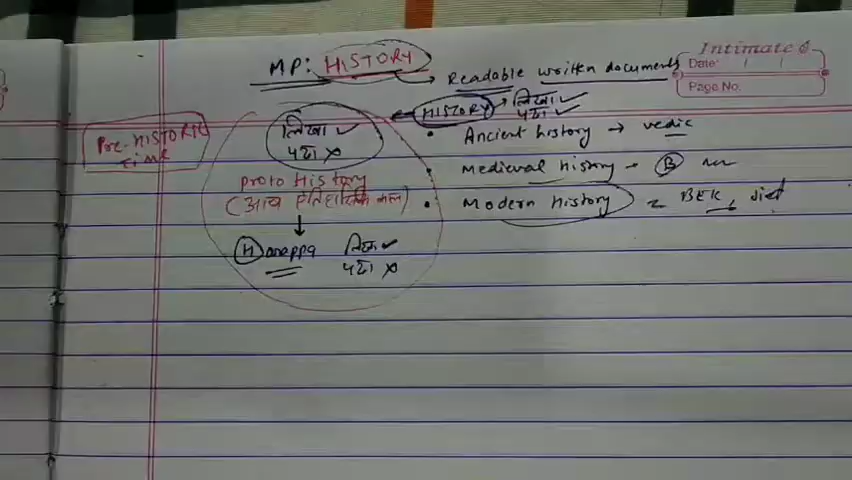 Intimate
Date: / /
Page No.
MP: HISTORY
Readable written documents
Pre-HISTORIC
Time
लिखा ✓
पढा ×
HISTORY → लिखा ✓
पढा ✓
• Ancient history → vedic
• Medieval history - B
• Modern history
Proto History
(आद्य ऐतिहासिक काल)
Harappa लिखा ✓
पढा ×